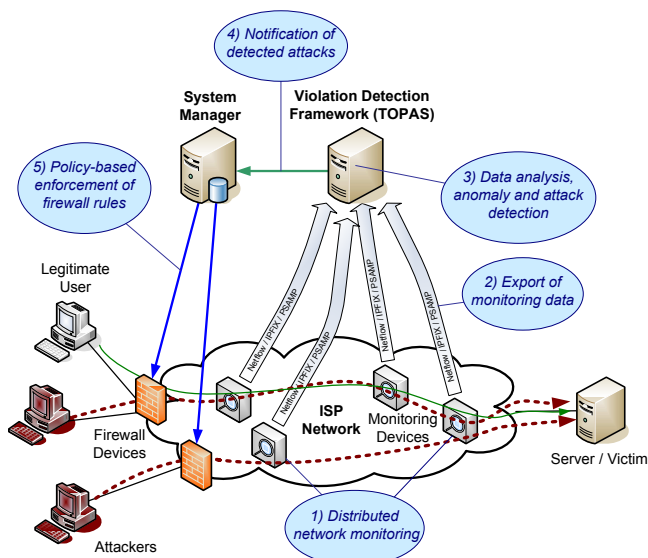 4) Notification of
detected attacks
System
Manager
Violation Detection
Framework (TOPAS)
5) Policy-based
enforcement of
firewall rules
3) Data analysis,
anomaly and attack
detection
2) Export of
monitoring data
Legitimate
User
Netflow / IPFIX / PSAMP
Netflow / IPFIX / PSAMP
Netflow / IPFIX / PSAMP
Netflow / IPFIX / PSAMP
Firewall
Devices
ISP
Network
Monitoring
Devices
Server / Victim
1) Distributed
network monitoring
Attackers